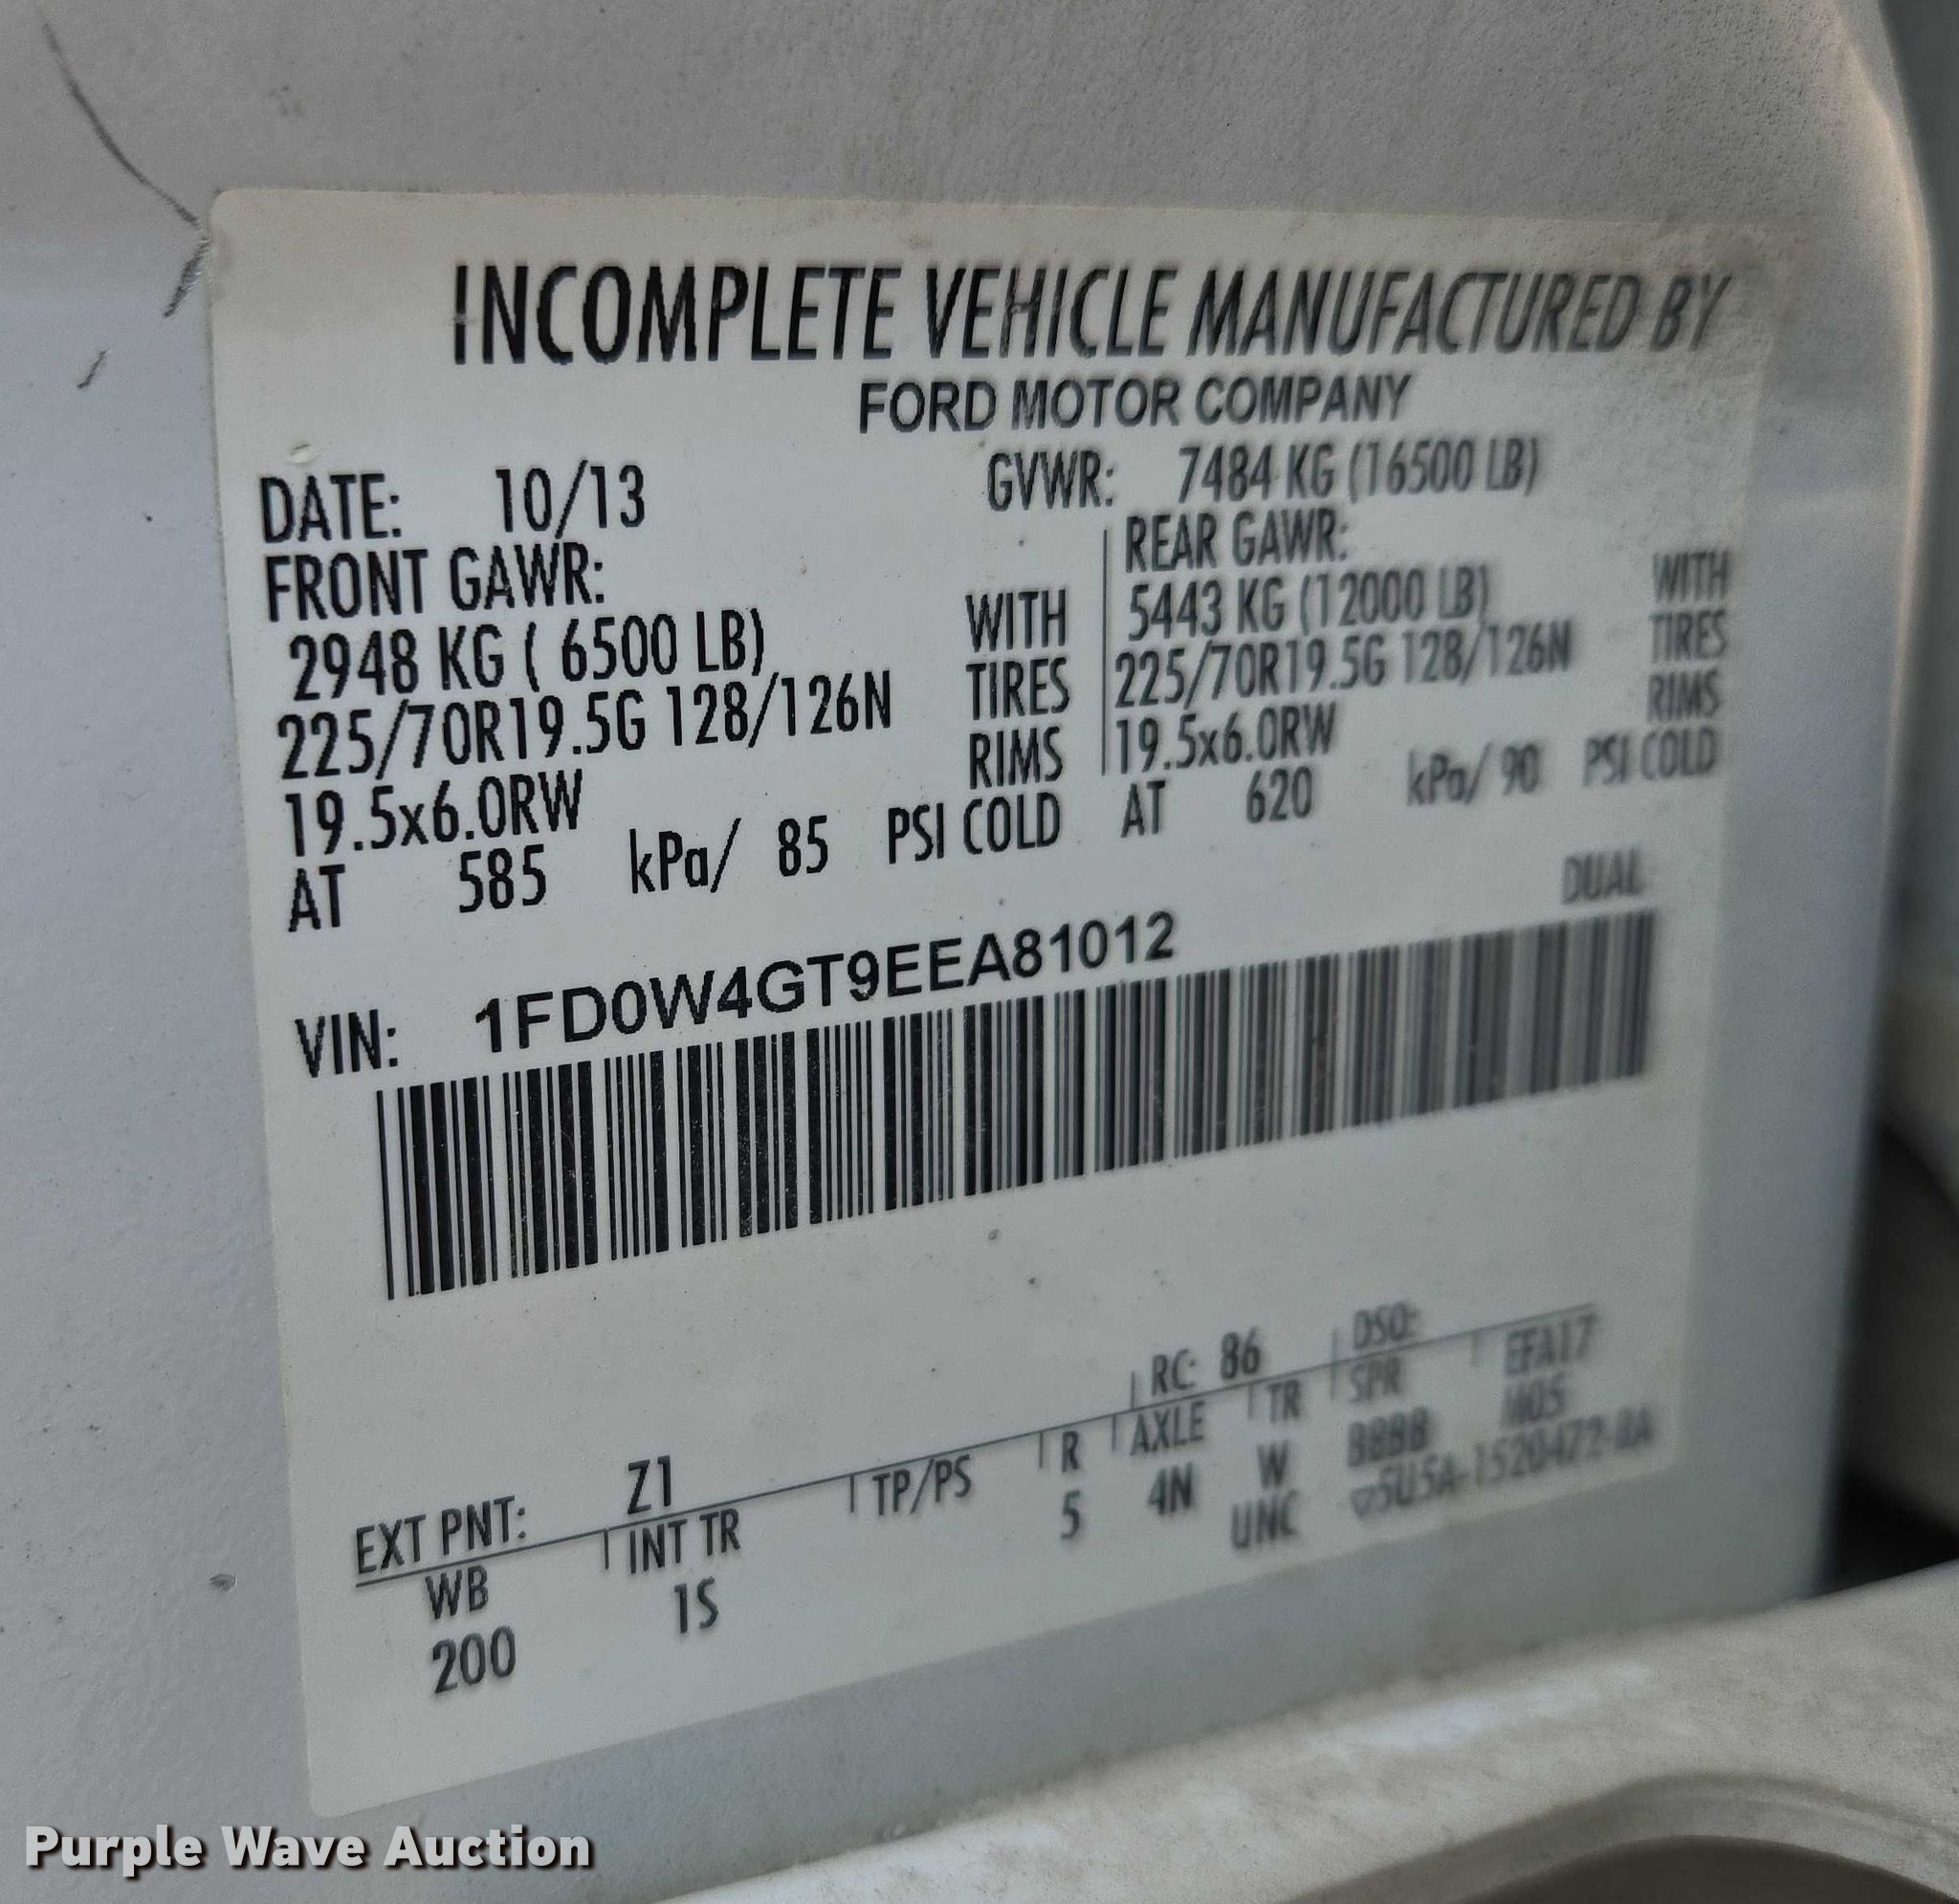 INCOMPLETE VEHICLE MANUFACTURED BY
FORD MOTOR COMPANY
DATE: 10/13 GVWR: 7484 KG (16500 LB)
FRONT GAWR: REAR GAWR:
2948 KG ( 6500 LB) WITH 5443 KG (12000 LB) WITH
225/70R19.5G 128/126N TIRES 225/70R19.5G 128/126N TIRES
19.5x6.0RW RIMS 19.5x6.0RW RIMS
AT 585 kPa/ 85 PSI COLD AT 620 kPa/ 90 PSI COLD
DUAL
VIN: 1FD0W4GT9EEA81012
EXT PNT: Z1 RC: 86 DSO:
WB INT TR TP/PS R AXLE TR SPR EFA17
200 1S 5 4N W BBBB
UNC
Purple Wave Auction